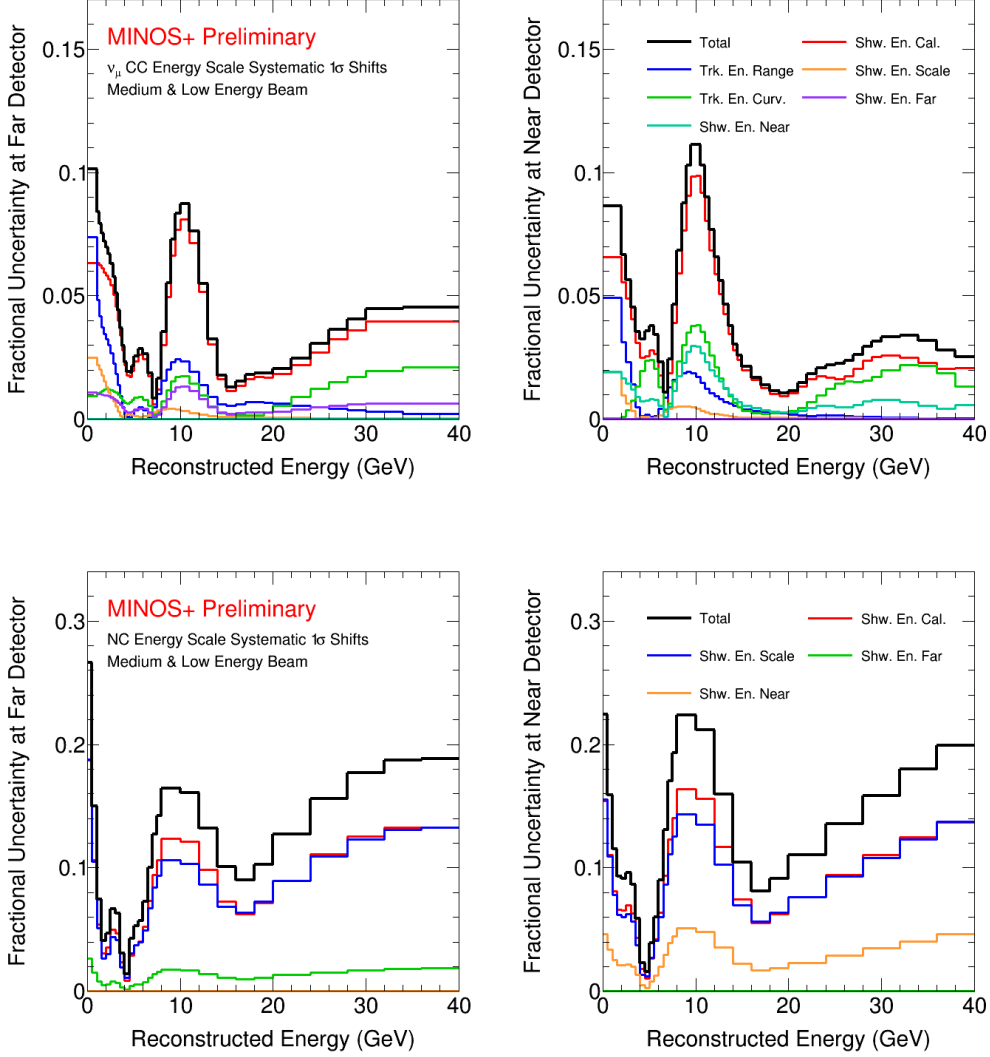 MINOS+ Preliminary
νμ CC Energy Scale Systematic 1σ Shifts
Medium & Low Energy Beam
Fractional Uncertainty at Far Detector
0.15
0.1
0.05
0
0 10 20 30 40
Reconstructed Energy (GeV)
Total
Shw. En. Cal.
Trk. En. Range
Shw. En. Scale
Trk. En. Curv.
Shw. En. Far
Shw. En. Near
Fractional Uncertainty at Near Detector
0.15
0.1
0.05
0
0 10 20 30 40
Reconstructed Energy (GeV)
MINOS+ Preliminary
NC Energy Scale Systematic 1σ Shifts
Medium & Low Energy Beam
Fractional Uncertainty at Far Detector
0.3
0.2
0.1
0
0 10 20 30 40
Reconstructed Energy (GeV)
Total
Shw. En. Cal.
Shw. En. Scale
Shw. En. Far
Shw. En. Near
Fractional Uncertainty at Near Detector
0.3
0.2
0.1
0
0 10 20 30 40
Reconstructed Energy (GeV)